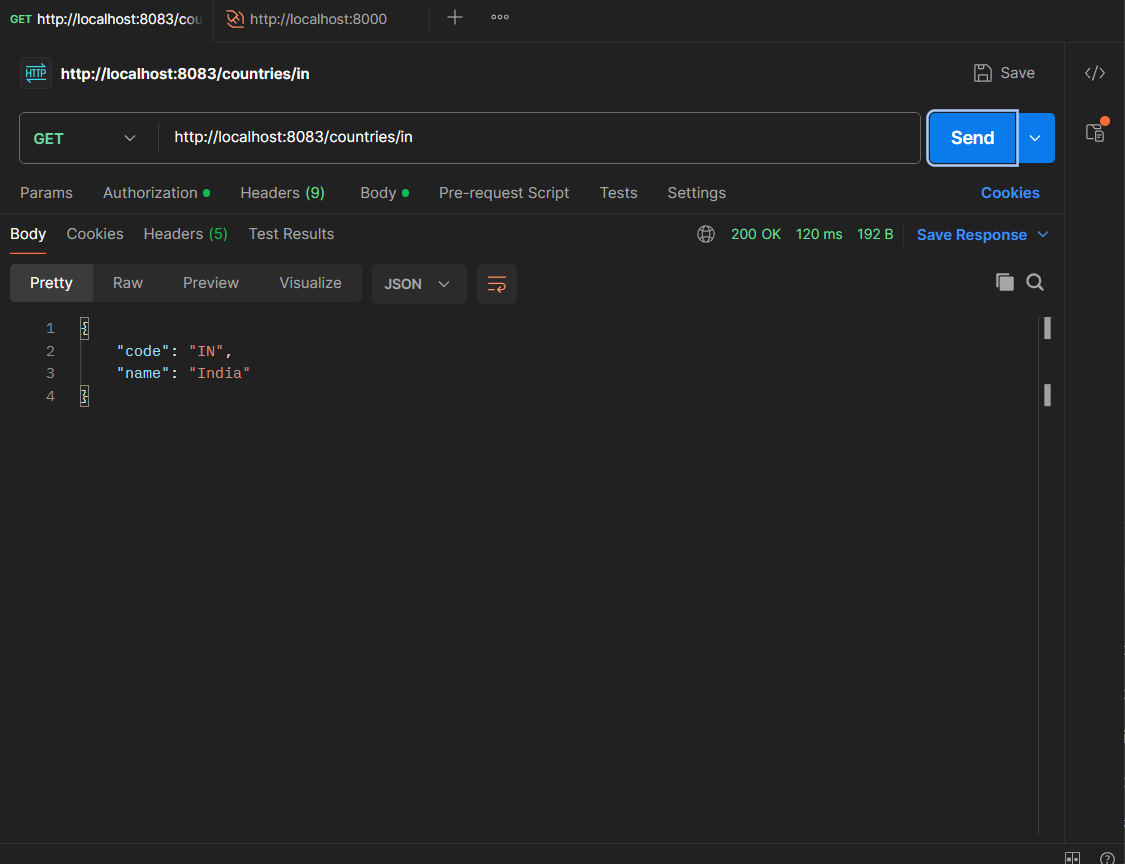 GET http://localhost:8083/cou http://localhost:8000
HTTP http://localhost:8083/countries/in Save
GET http://localhost:8083/countries/in Send
Params Authorization Headers (9) Body Pre-request Script Tests Settings Cookies
Body Cookies Headers (5) Test Results 200 OK 120 ms 192 B Save Response
Pretty Raw Preview Visualize JSON
1 {
2 "code": "IN",
3 "name": "India"
4 }